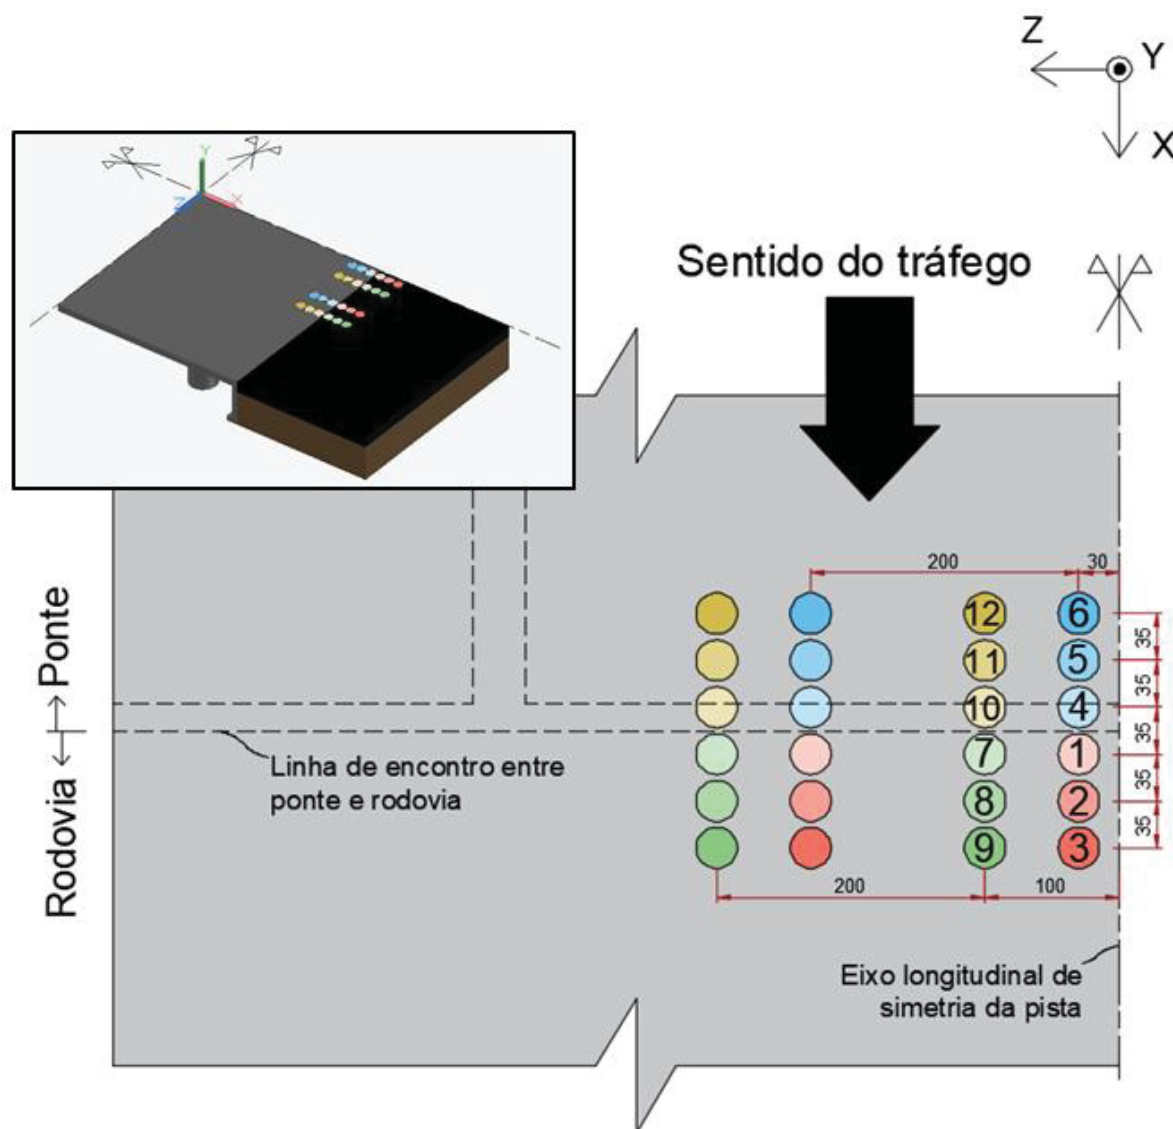 Z
Y
X
Y
Z
X
Sentido do tráfego
200
30
12
6
35
11
5
35
10
4
35
7
1
35
8
2
35
9
3
200
100
Ponte
Rodovia
Linha de encontro entre
ponte e rodovia
Eixo longitudinal de
simetria da pista